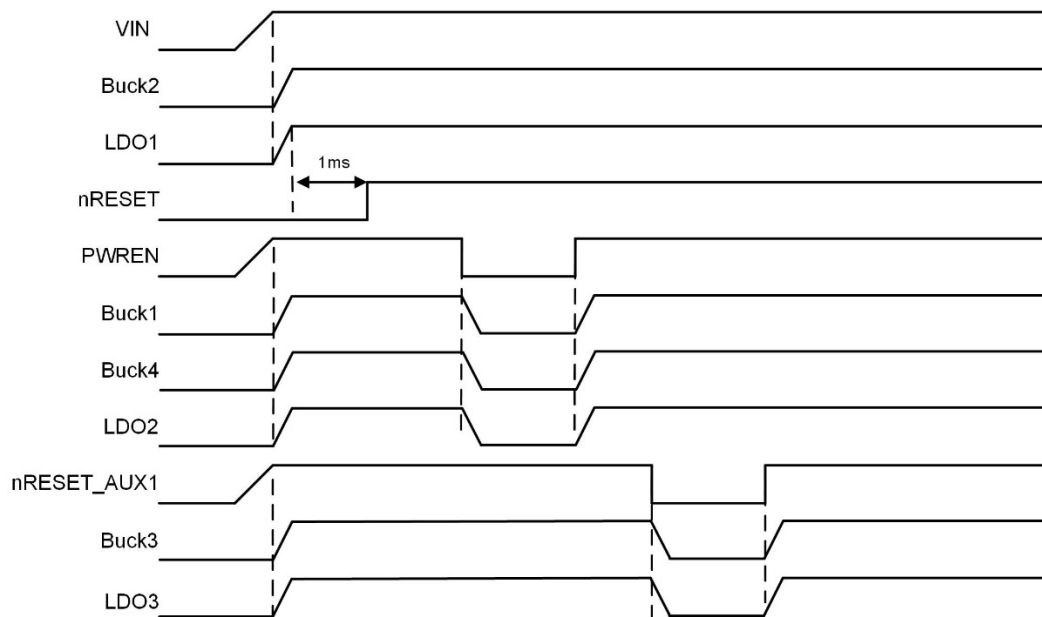 VIN
Buck2
LDO1
1ms
nRESET
PWREN
Buck1
Buck4
LDO2
nRESET_AUX1
Buck3
LDO3